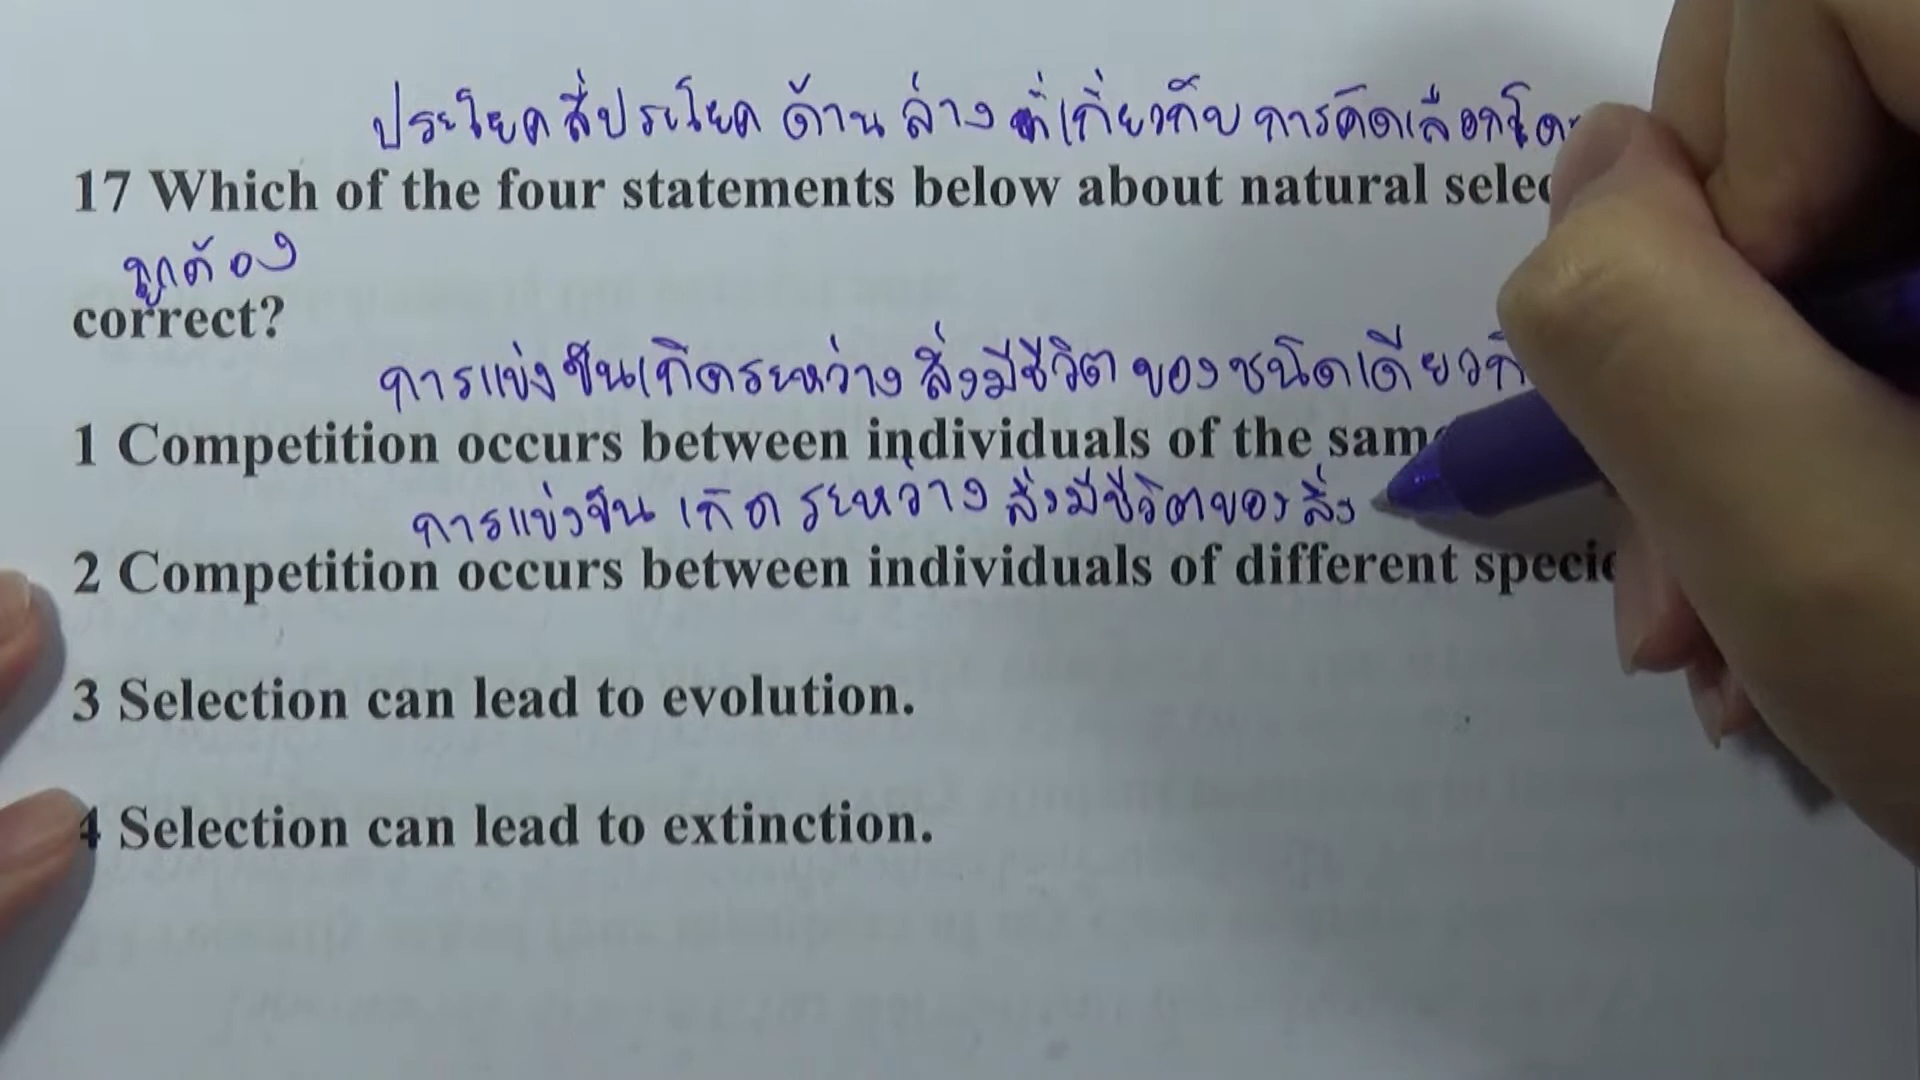 ประโยคสี่ประโยค ด้าน ล่าง ที่เกี่ยวกับ การคัดเลือกโดย
17 Which of the four statements below about natural selec
ถูกต้อง
correct?
การแข่งขันเกิดระหว่าง สิ่งมีชีวิต ของชนิดเดียวกั
1 Competition occurs between individuals of the same
การแข่งขัน เกิด ระหว่าง สิ่งมีชีวิตของสิ่ง
2 Competition occurs between individuals of different specie
3 Selection can lead to evolution.
4 Selection can lead to extinction.